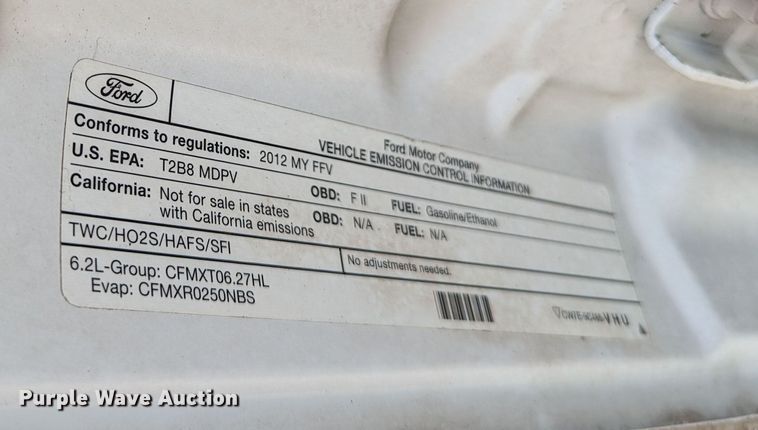 Ford
Ford Motor Company
VEHICLE EMISSION CONTROL INFORMATION
Conforms to regulations: 2012 MY FFV
U.S. EPA: T2B8 MDPV OBD: F II FUEL: Gasoline/Ethanol
California: Not for sale in states with California emissions OBD: N/A FUEL: N/A
TWC/HO2S/HAFS/SFI
No adjustments needed.
6.2L-Group: CFMXT06.27HL
Evap: CFMXR0250NBS
VHU
Purple Wave Auction